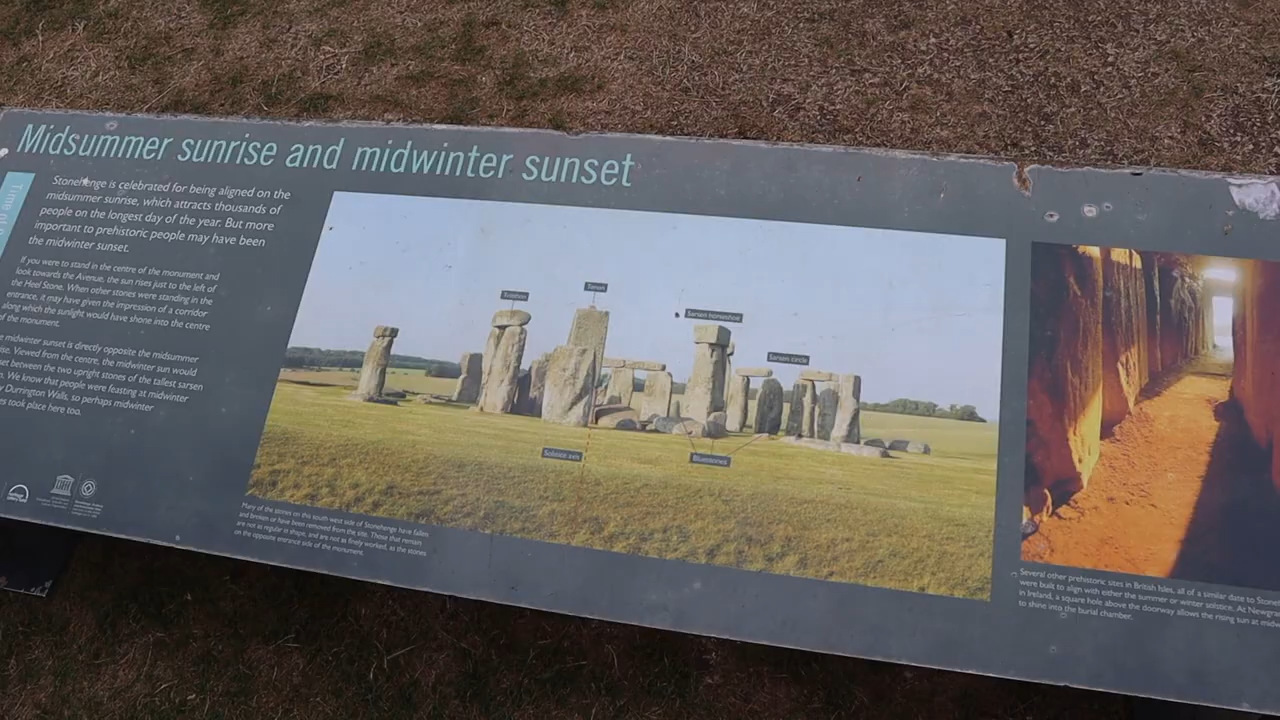 Midsummer sunrise and midwinter sunset
Time of
Stonehenge is celebrated for being aligned on the
midsummer sunrise, which attracts thousands of
people on the longest day of the year. But more
important to prehistoric people may have been
the midwinter sunset.
If you were to stand in the centre of the monument and
look towards the Avenue, the sun rises just to the left of
the Heel Stone. When other stones were standing in the
entrance, it may have given the impression of a corridor
along which the sunlight would have shone into the centre
of the monument.
midwinter sunset is directly opposite the midsummer
Viewed from the centre, the midwinter sun would
set between the two upright stones of the tallest sarsen
We know that people were feasting at midwinter
Durrington Walls, so perhaps midwinter
took place here too.
Trilithon
Tenon
Sarsen horseshoe
Sarsen circle
Solstice axis
Bluestones
Many of the stones on this south west side of Stonehenge have fallen
and broken or have been removed from the site. Those that remain
are not as regular in shape, and are not as finely worked, as the stones
on the opposite entrance side of the monument.
Several other prehistoric sites in British Isles, all of a similar date to
were built to align with either the summer or winter solstice. At
in Ireland, a square hole above the doorway allows the rising sun at
to shine into the burial chamber.